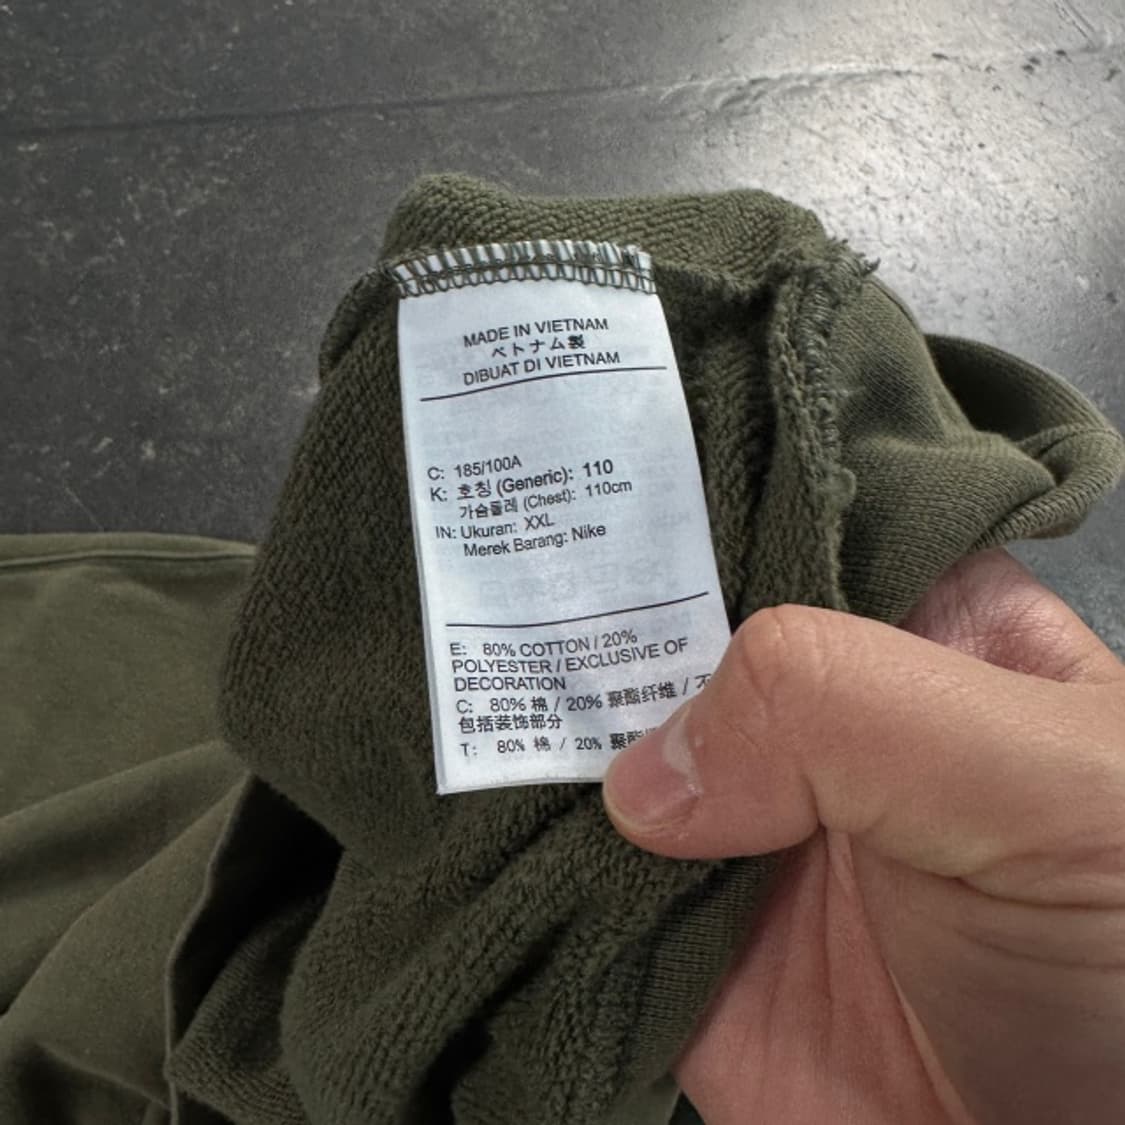 MADE IN VIETNAM
ベトナム製
DIBUAT DI VIETNAM
C: 185/100A
K: 호칭 (Generic): 110
가슴둘레 (Chest): 110cm
IN: Ukuran: XXL
Merek Barang: Nike
E: 80% COTTON / 20%
POLYESTER / EXCLUSIVE OF
DECORATION
C: 80% 棉 / 20% 聚酯纤维 / 不
包括装饰部分
T: 80% 棉 / 20% 聚酯